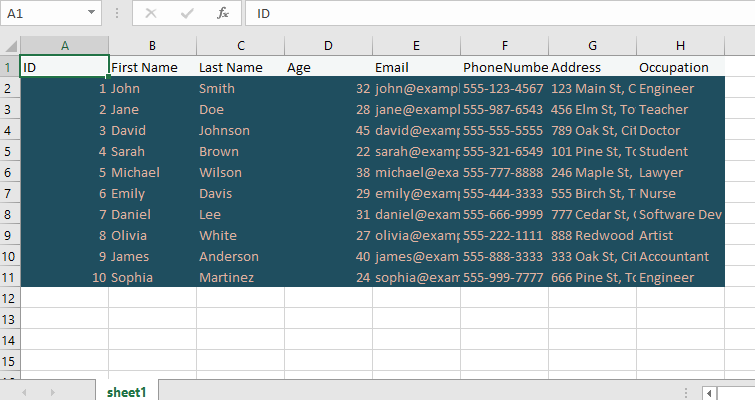 A1 fx ID
A B C D E F G H
1 ID First Name Last Name Age Email PhoneNumbe Address Occupation
2 1 John Smith 32 john@exampl 555-123-4567 123 Main St, C Engineer
3 2 Jane Doe 28 jane@exampl 555-987-6543 456 Elm St, To Teacher
4 3 David Johnson 45 david@exam 555-555-5555 789 Oak St, Cit Doctor
5 4 Sarah Brown 22 sarah@exam 555-321-6549 101 Pine St, To Student
6 5 Michael Wilson 38 michael@exa 555-777-8888 246 Maple St, Lawyer
7 6 Emily Davis 29 emily@exam 555-444-3333 555 Birch St, T Nurse
8 7 Daniel Lee 31 daniel@exam 555-666-9999 777 Cedar St, Software Dev
9 8 Olivia White 27 olivia@exam 555-222-1111 888 Redwood Artist
10 9 James Anderson 40 james@exam 555-888-3333 333 Oak St, Cit Accountant
11 10 Sophia Martinez 24 sophia@exam 555-999-7777 666 Pine St, To Engineer
12
13
14
15
sheet1